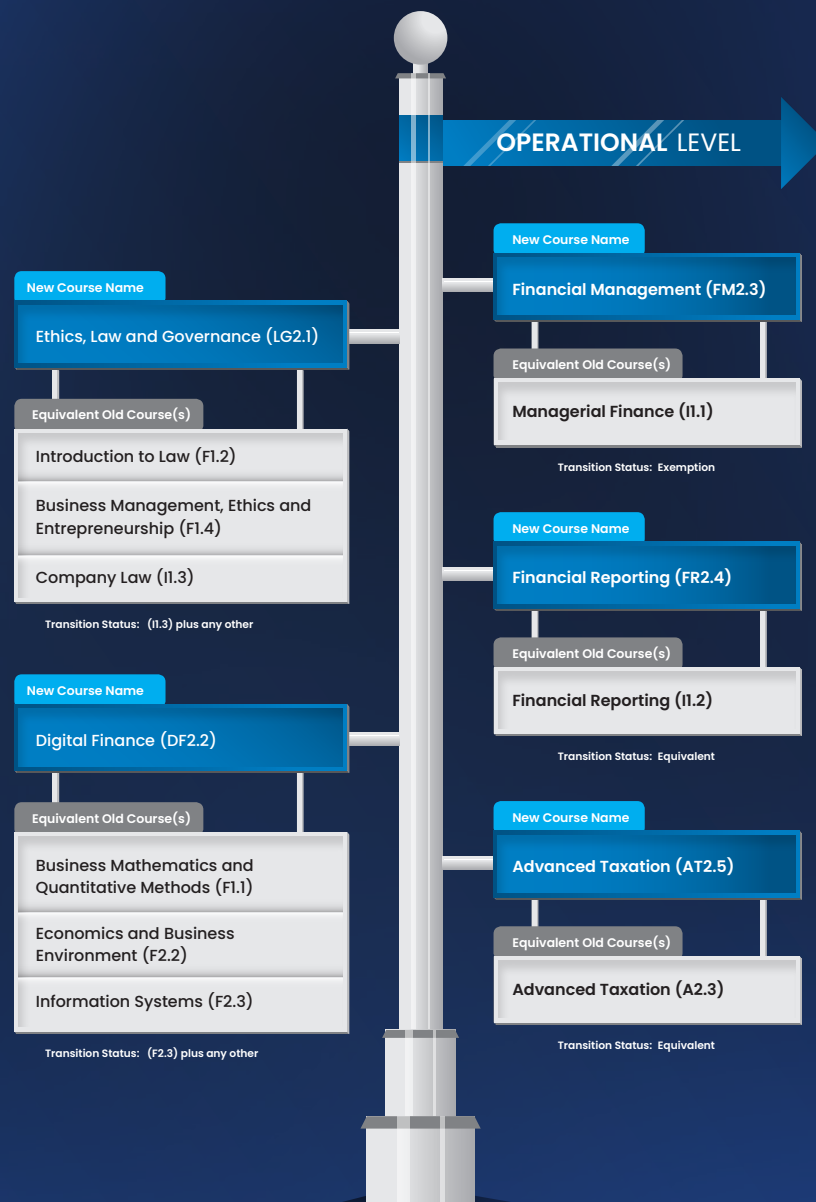 OPERATIONAL LEVEL
New Course Name
Ethics, Law and Governance (LG2.1)
Equivalent Old Course(s)
Introduction to Law (F1.2)
Business Management, Ethics and
Entrepreneurship (F1.4)
Company Law (I1.3)
Transition Status: (I1.3) plus any other
New Course Name
Digital Finance (DF2.2)
Equivalent Old Course(s)
Business Mathematics and
Quantitative Methods (F1.1)
Economics and Business
Environment (F2.2)
Information Systems (F2.3)
Transition Status: (F2.3) plus any other
New Course Name
Financial Management (FM2.3)
Equivalent Old Course(s)
Managerial Finance (I1.1)
Transition Status: Exemption
New Course Name
Financial Reporting (FR2.4)
Equivalent Old Course(s)
Financial Reporting (I1.2)
Transition Status: Equivalent
New Course Name
Advanced Taxation (AT2.5)
Equivalent Old Course(s)
Advanced Taxation (A2.3)
Transition Status: Equivalent